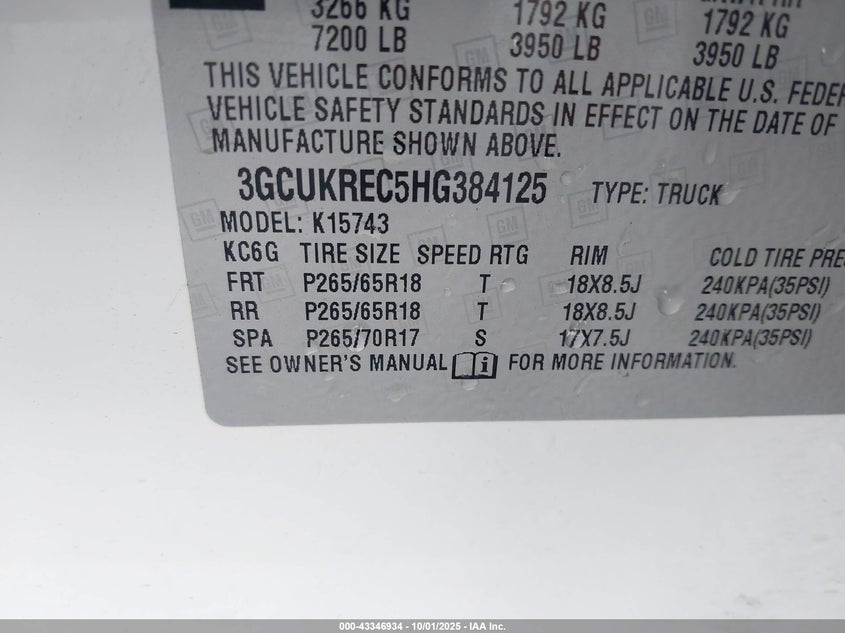 3266 KG 1792 KG 1792 KG
7200 LB 3950 LB 3950 LB
THIS VEHICLE CONFORMS TO ALL APPLICABLE U.S. FEDER
VEHICLE SAFETY STANDARDS IN EFFECT ON THE DATE OF
MANUFACTURE SHOWN ABOVE.
3GCUKREC5HG384125 TYPE: TRUCK
MODEL: K15743
KC6G TIRE SIZE SPEED RTG RIM COLD TIRE PRE
FRT P265/65R18 T 18X8.5J 240KPA(35PSI)
RR P265/65R18 T 18X8.5J 240KPA(35PSI)
SPA P265/70R17 S 17X7.5J 240KPA(35PSI)
SEE OWNER'S MANUAL i FOR MORE INFORMATION.
000-43346934 - 10/01/2025 - IAA Inc.